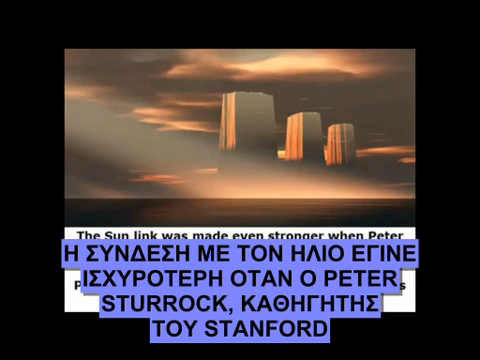 The Sun link was made even stronger when Peter
Η ΣΥΝΔΕΣΗ ΜΕ ΤΟΝ ΗΛΙΟ ΕΓΙΝΕ
ΙΣΧΥΡΟΤΕΡΗ ΟΤΑΝ Ο PETER
STURROCK, ΚΑΘΗΓΗΤΗΣ
ΤΟΥ STANFORD